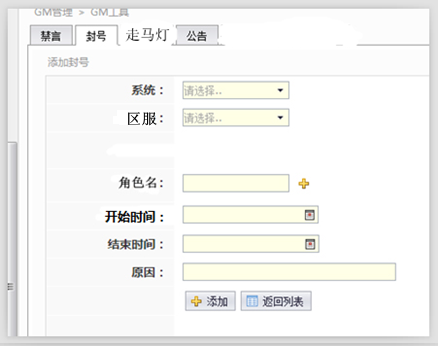 GM管理 > GM工具
禁言 封号 走马灯 公告
添加封号
系统： 请选择..
区服： 请选择..
角色名：
开始时间：
结束时间：
原因：
添加 返回列表